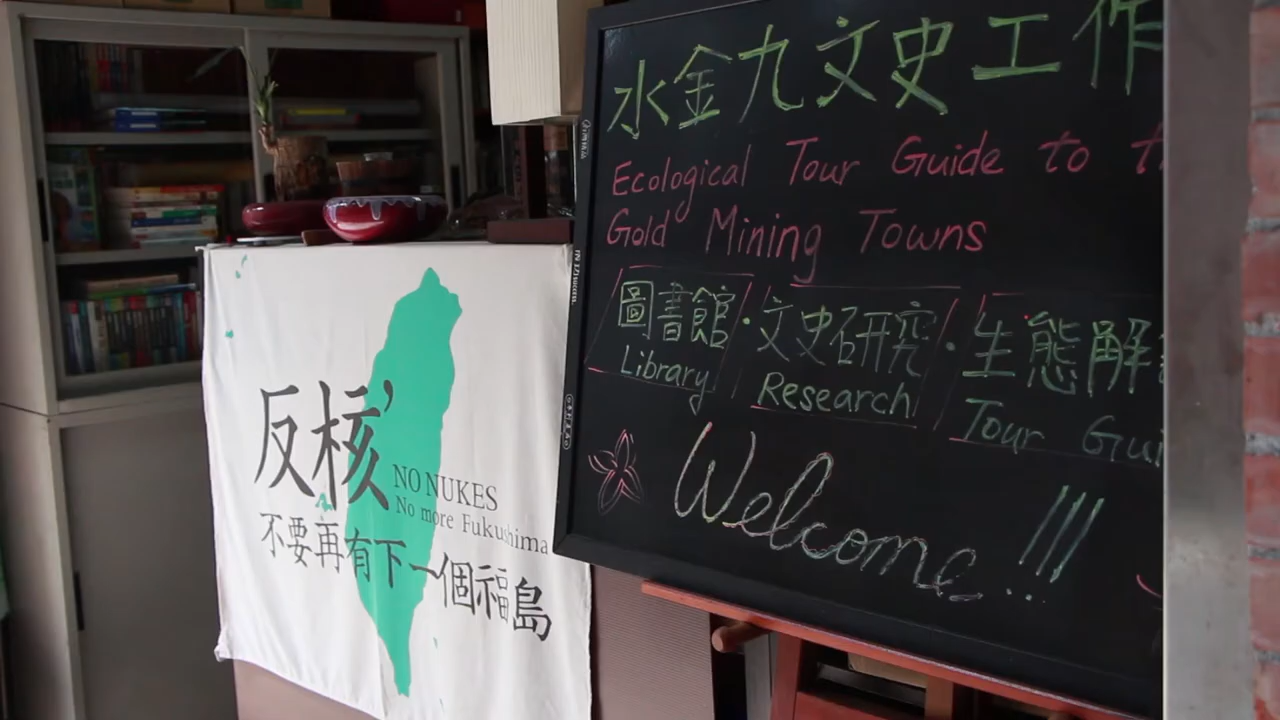 水金九文史工作
Ecological Tour Guide to th
Gold Mining Towns
圖書館·文史研究·生態解
Library Research Tour Gui
Welcome!!!
反核'
NO NUKES
No more Fukushima
不要再有下一個福島